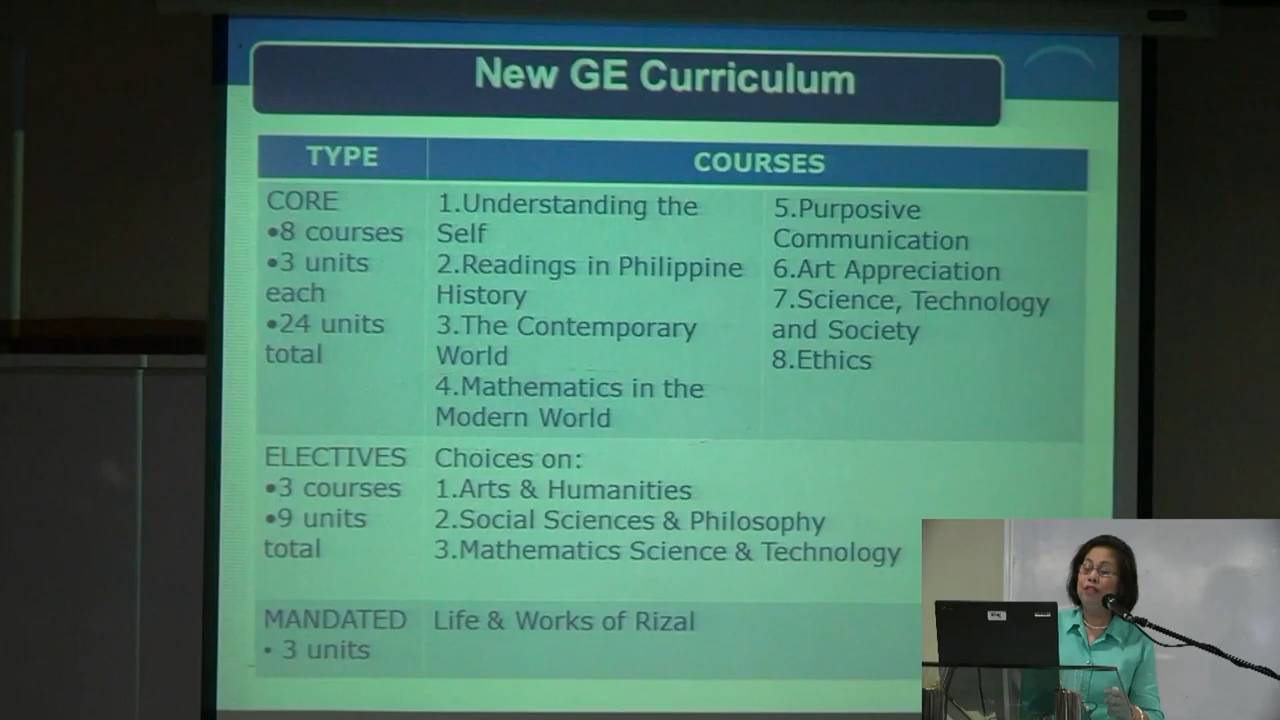 New GE Curriculum
TYPE
COURSES
CORE
•8 courses
•3 units
each
•24 units
total
1.Understanding the
Self
2.Readings in Philippine
History
3.The Contemporary
World
4.Mathematics in the
Modern World
5.Purposive
Communication
6.Art Appreciation
7.Science, Technology
and Society
8.Ethics
ELECTIVES
•3 courses
•9 units
total
Choices on:
1.Arts & Humanities
2.Social Sciences & Philosophy
3.Mathematics Science & Technology
MANDATED
• 3 units
Life & Works of Rizal